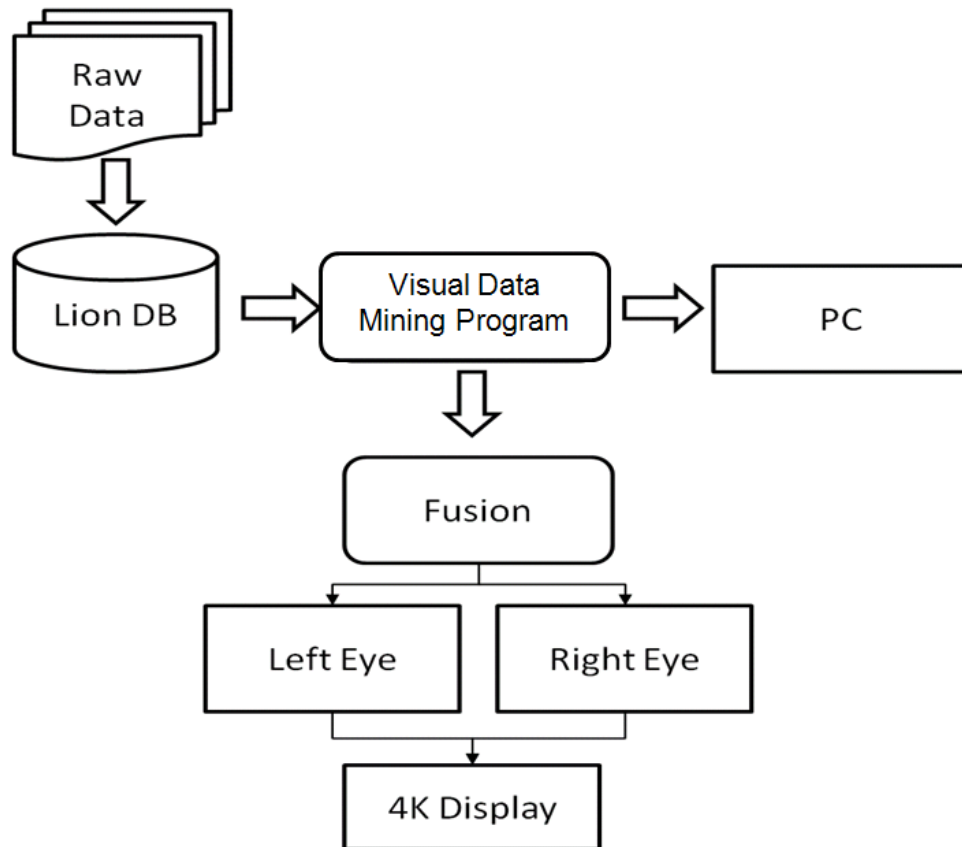 Raw
Data
Lion DB
Visual Data
Mining Program
PC
Fusion
Left Eye
Right Eye
4K Display